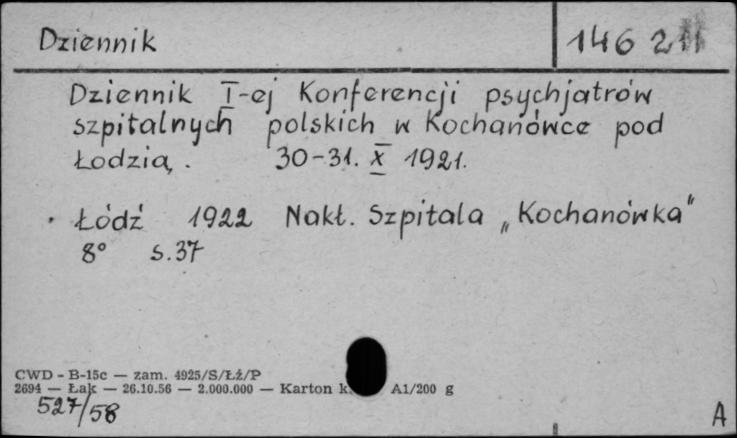 Dziennik
146 211
Dziennik I-ej Konferencji psychjatrów
szpitalnych polskich w Kochanówce pod
Łodzią. 30-31. X 1921.
Łódź 1922 Nakł. Szpitala „Kochanówka"
8° s.37
CWD - B-15c — zam. 4925/S/Łż/P
2694 — Łąk — 26.10.56 — 2.000.000 — Karton k. A1/200 g
527/58
A